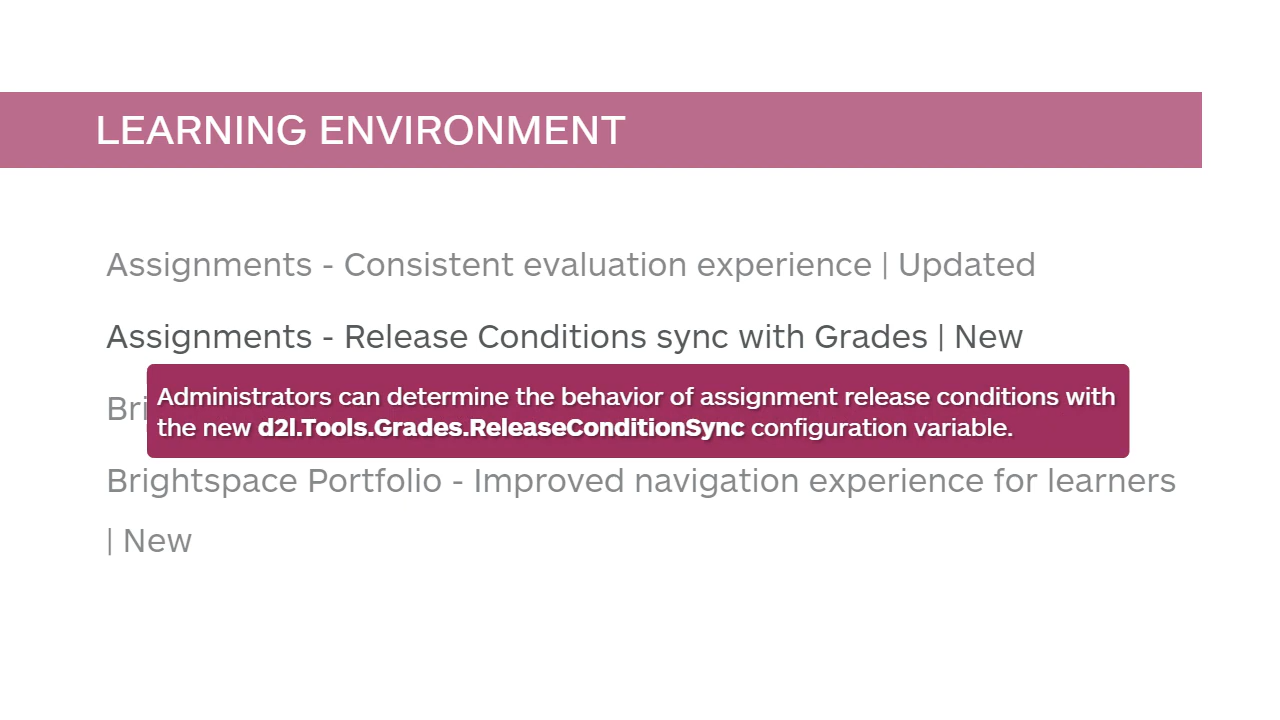 LEARNING ENVIRONMENT
Assignments - Consistent evaluation experience | Updated
Assignments - Release Conditions sync with Grades | New
Administrators can determine the behavior of assignment release conditions with
the new d2l.Tools.Grades.ReleaseConditionSync configuration variable.
Brightspace Portfolio - Improved navigation experience for learners
| New